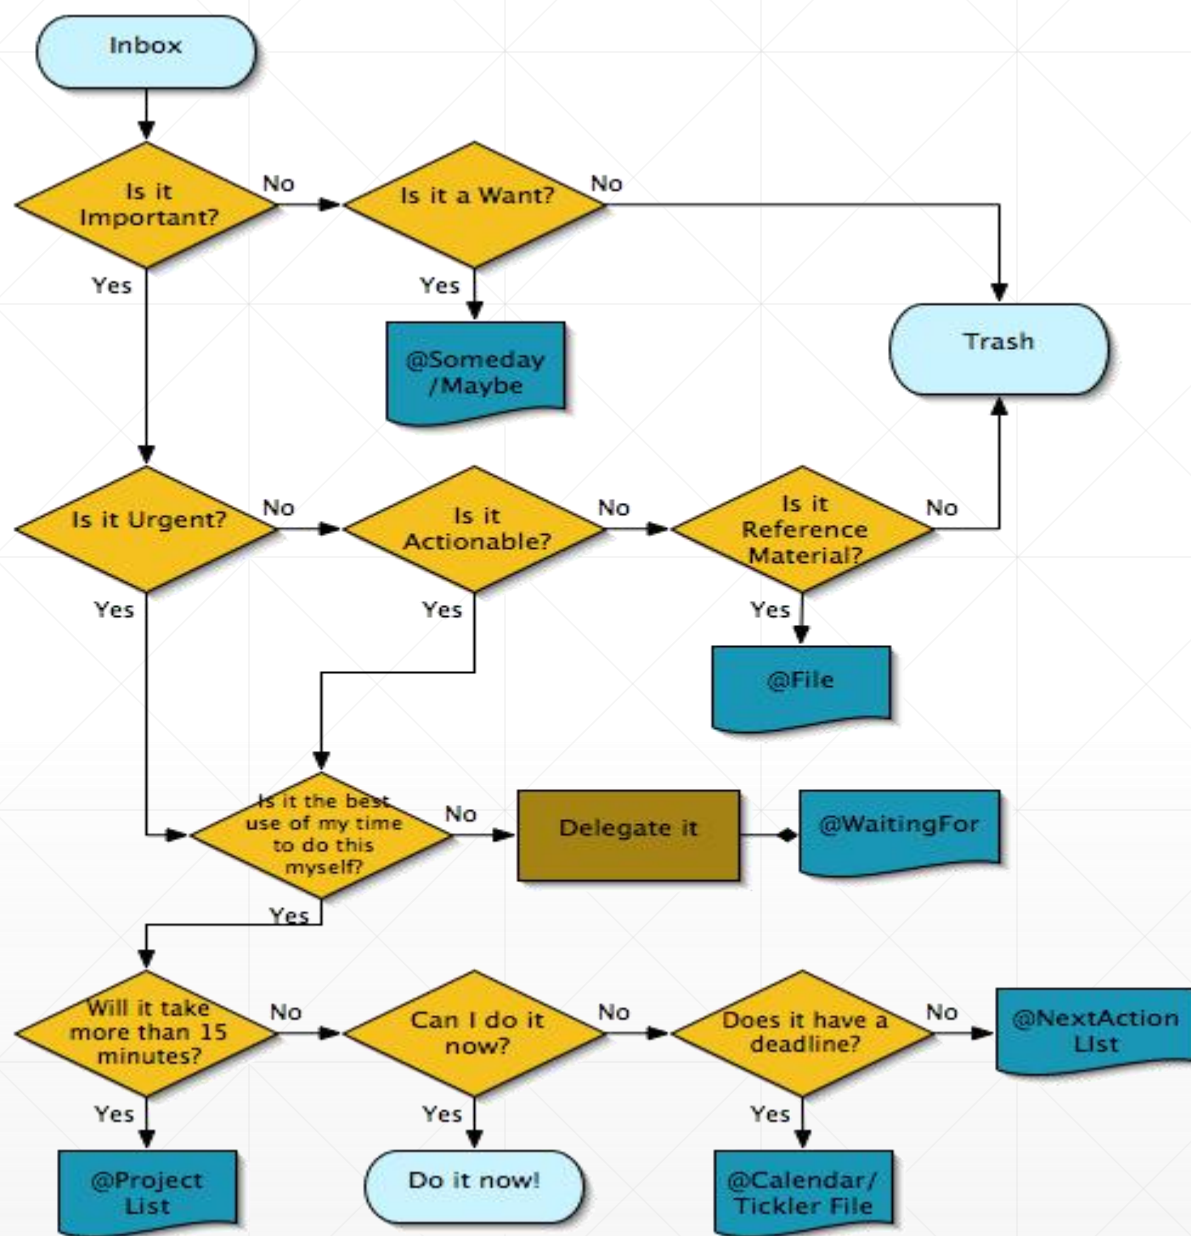 Inbox
Is it
Important?
No
Is it a Want?
No
Yes
Yes
@Someday
/Maybe
Trash
Is it Urgent?
No
Is it
Actionable?
No
Is it
Reference
Material?
No
Yes
Yes
Yes
@File
Is it the best
use of my time
to do this
myself?
No
Delegate it
@WaitingFor
Yes
Will it take
more than 15
minutes?
No
Can I do it
now?
No
Does it have a
deadline?
No
@NextAction
LIst
Yes
Yes
Yes
@Project
List
Do it now!
@Calendar/
Tickler File